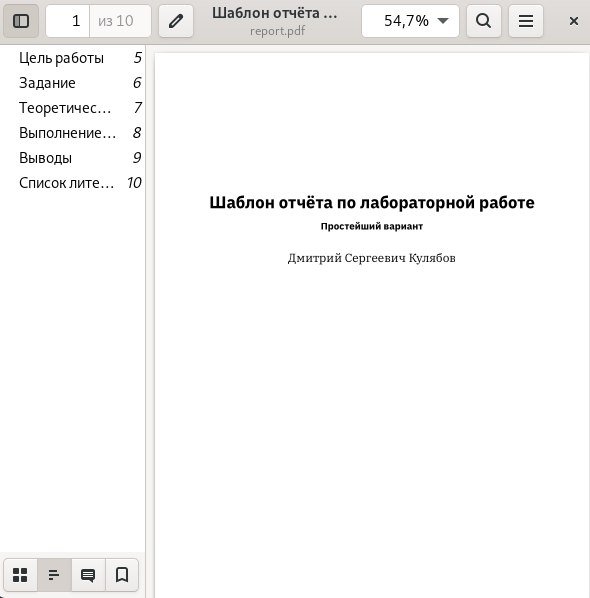 1 из 10
Шаблон отчёта ...
report.pdf
54,7%
Цель работы 5
Задание 6
Теоретичес... 7
Выполнение... 8
Выводы 9
Список лите... 10
Шаблон отчёта по лабораторной работе
Простейший вариант
Дмитрий Сергеевич Кулябов